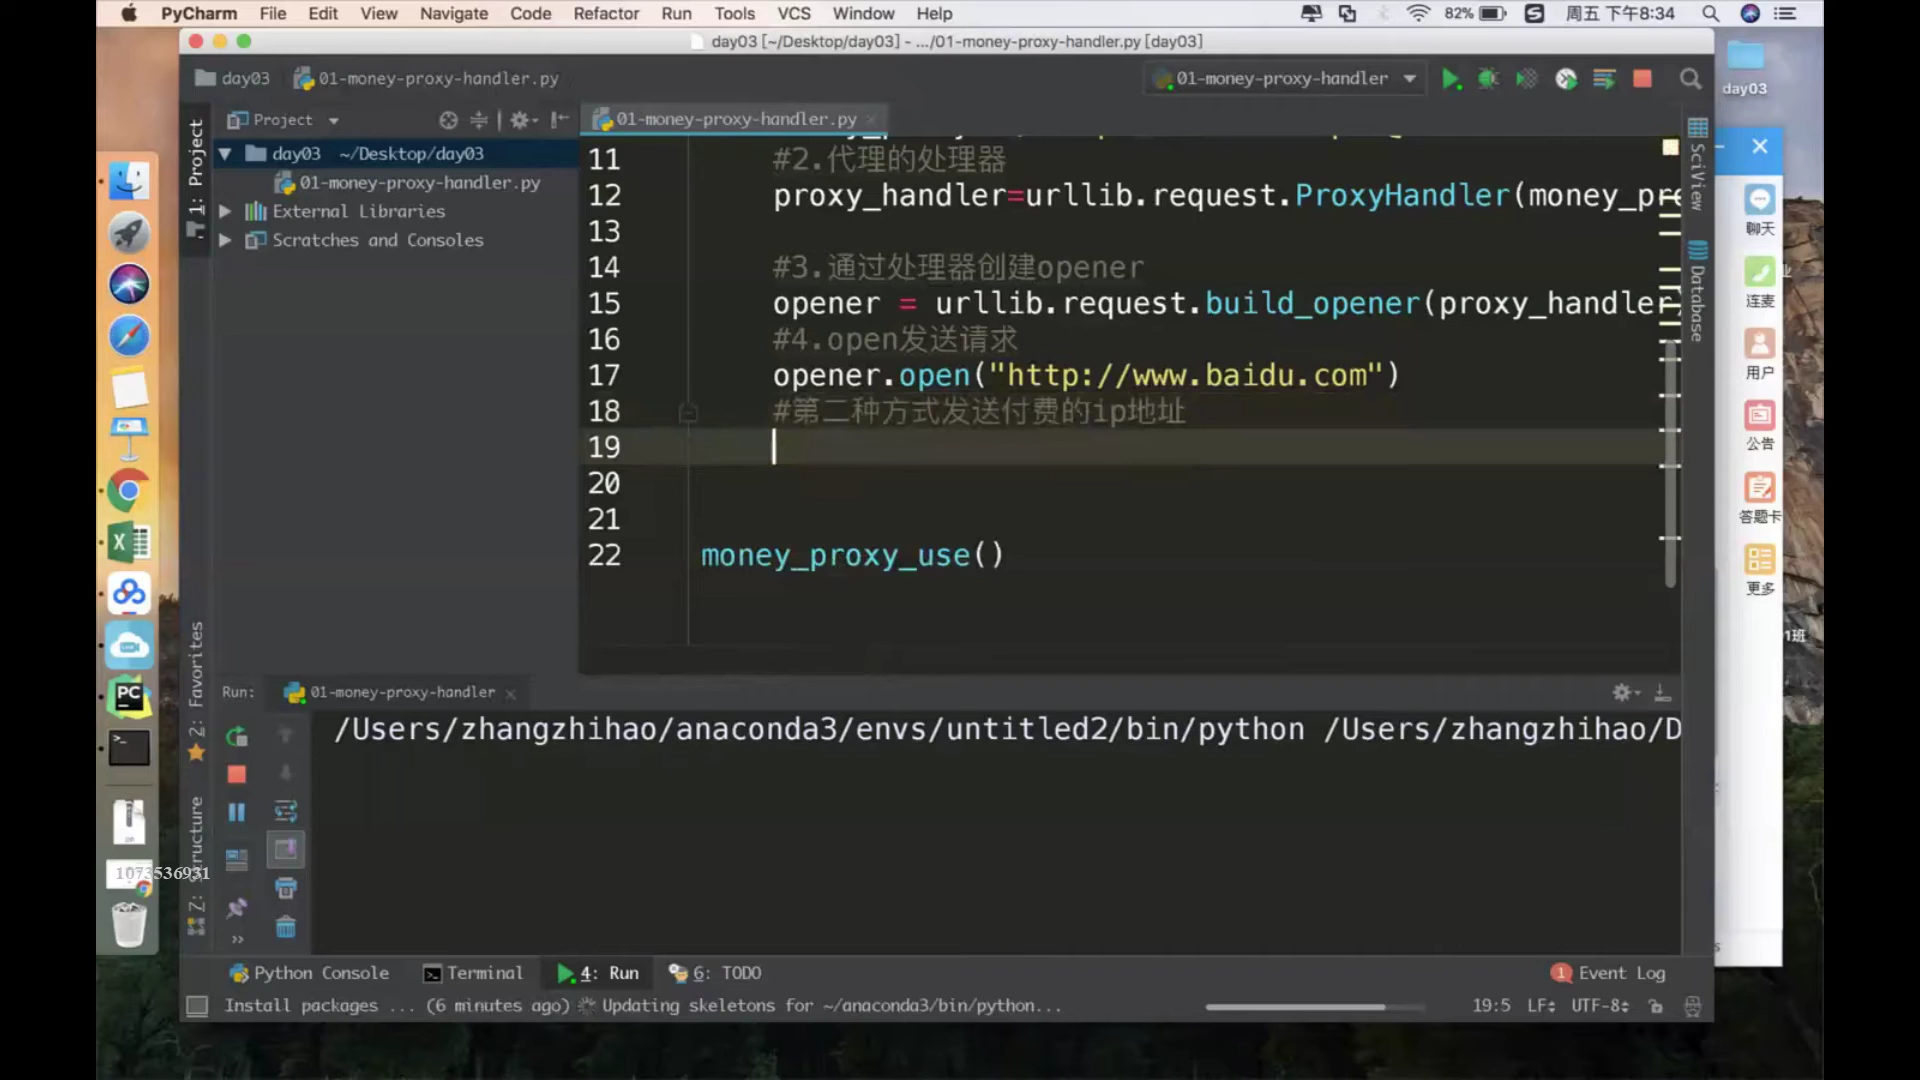 PyCharm File Edit View Navigate Code Refactor Run Tools VCS Window Help
82% 周五 下午8:34
day03 [~/Desktop/day03] - .../01-money-proxy-handler.py [day03]
day03 01-money-proxy-handler.py
01-money-proxy-handler
day03
Project
01-money-proxy-handler.py
1: Project
day03 ~/Desktop/day03
01-money-proxy-handler.py
External Libraries
Scratches and Consoles
11 #2.代理的处理器
12 proxy_handler=urllib.request.ProxyHandler(money_pro
13
14 #3.通过处理器创建opener
15 opener = urllib.request.build_opener(proxy_handler)
16 #4.open发送请求
17 opener.open("http://www.baidu.com")
18 #第二种方式发送付费的ip地址
19
20
21
22 money_proxy_use()
SciView
Database
聊天
连麦
用户
公告
答题卡
更多
1班
2: Favorites
Z: Structure
Run: 01-money-proxy-handler
/Users/zhangzhihao/anaconda3/envs/untitled2/bin/python /Users/zhangzhihao/D
1073536931
Python Console Terminal 4: Run 6: TODO
1 Event Log
Install packages ... (6 minutes ago) Updating skeletons for ~/anaconda3/bin/python...
19:5 LF UTF-8